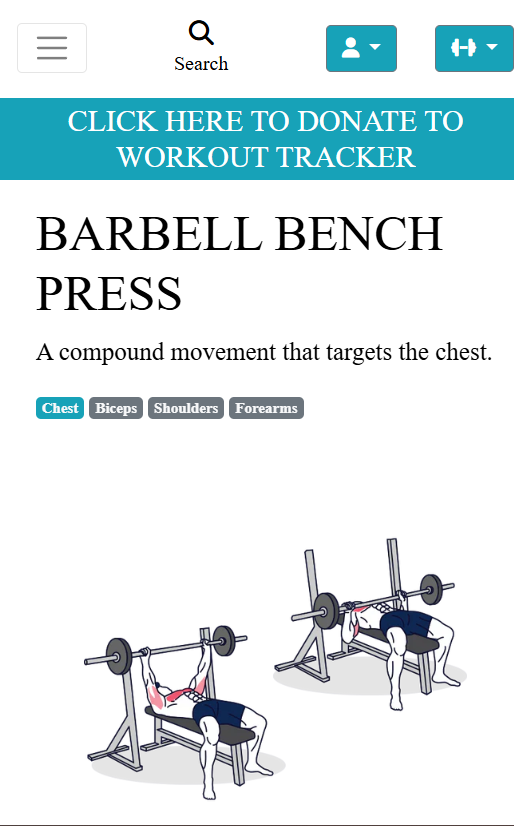 Search
CLICK HERE TO DONATE TO
WORKOUT TRACKER
BARBELL BENCH
PRESS
A compound movement that targets the chest.
Chest Biceps Shoulders Forearms